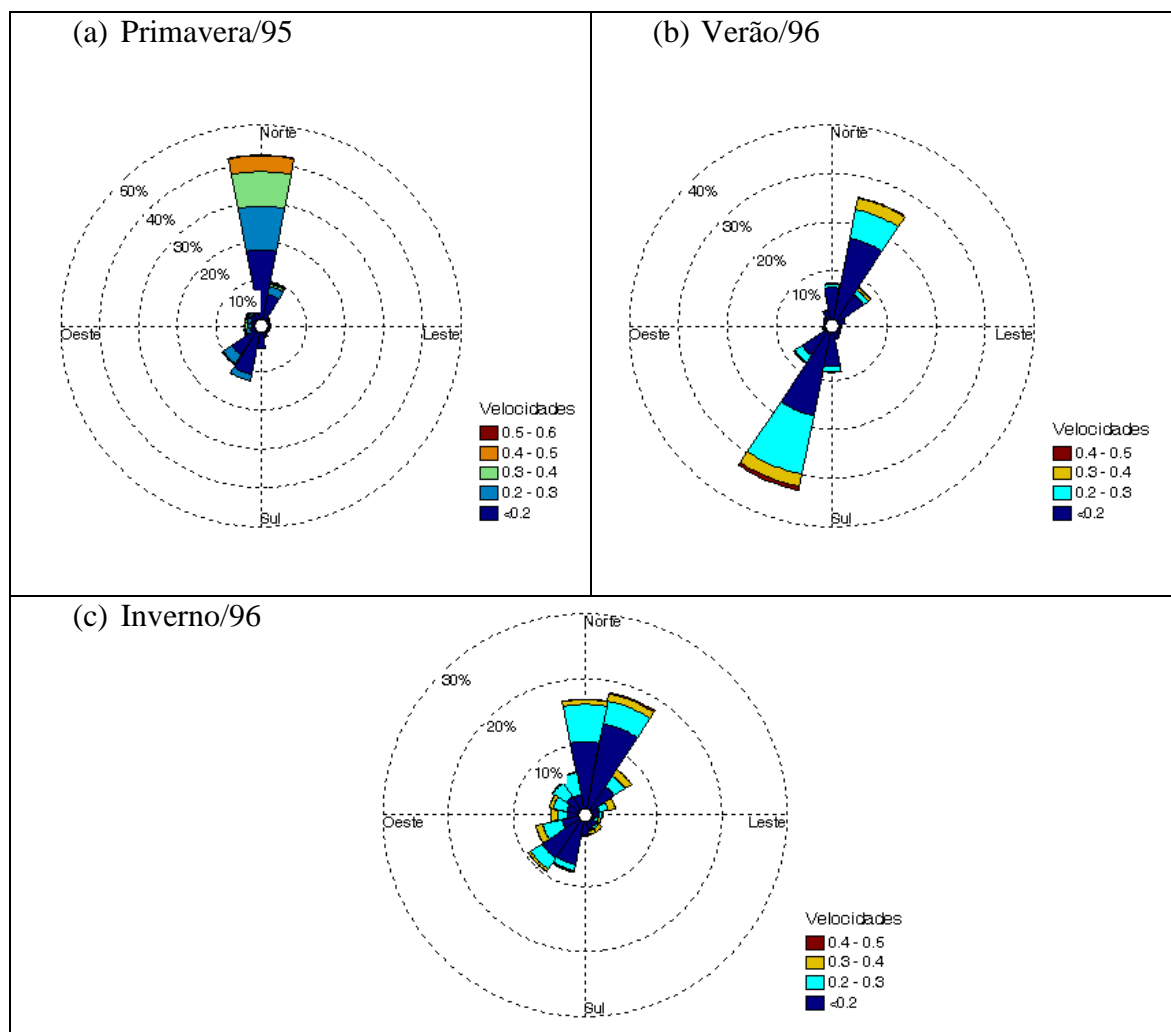 (a) Primavera/95
Norte
50%
40%
30%
20%
10%
Oeste
Leste
Sul
Velocidades
0.5 - 0.6
0.4 - 0.5
0.3 - 0.4
0.2 - 0.3
<0.2
(b) Verão/96
Norte
40%
30%
20%
10%
Oeste
Leste
Sul
Velocidades
0.4 - 0.5
0.3 - 0.4
0.2 - 0.3
<0.2
(c) Inverno/96
Norte
30%
20%
10%
Oeste
Leste
Sul
Velocidades
0.4 - 0.5
0.3 - 0.4
0.2 - 0.3
<0.2